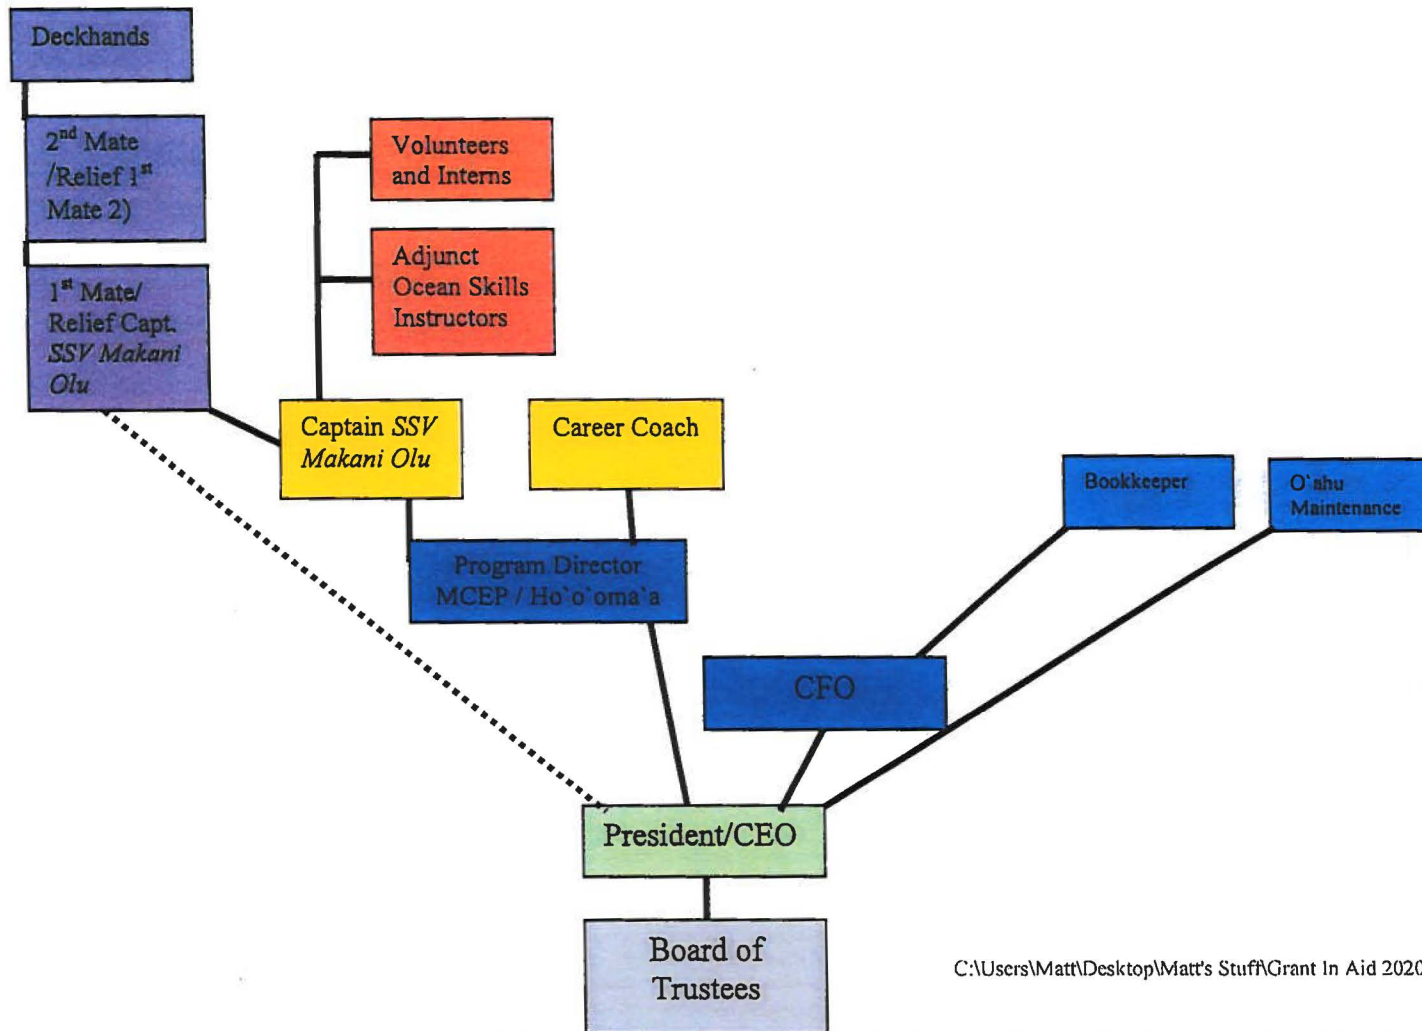 Deckhands
2nd Mate
/Relief 1st
Mate 2)
1st Mate/
Relief Capt.
SSV Makani
Olu
Volunteers
and Interns
Adjunct
Ocean Skills
Instructors
Captain SSV
Makani Olu
Career Coach
Bookkeeper
O`ahu
Maintenance
Program Director
MCEP / Ho`o`oma`a
CFO
President/CEO
Board of
Trustees
C:\Users\Matt\Desktop\Matt's Stuff\Grant In Aid 2020